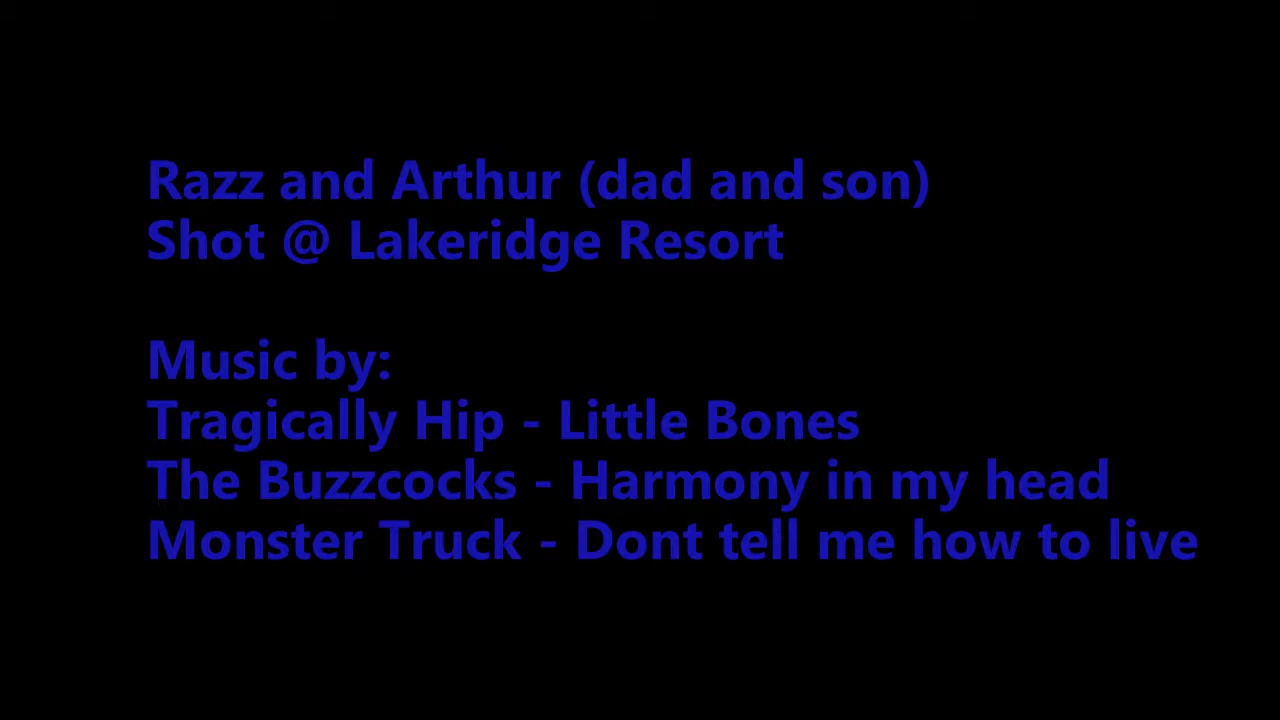 Razz and Arthur (dad and son)
Shot @ Lakeridge Resort
Music by:
Tragically Hip - Little Bones
The Buzzcocks - Harmony in my head
Monster Truck - Dont tell me how to live